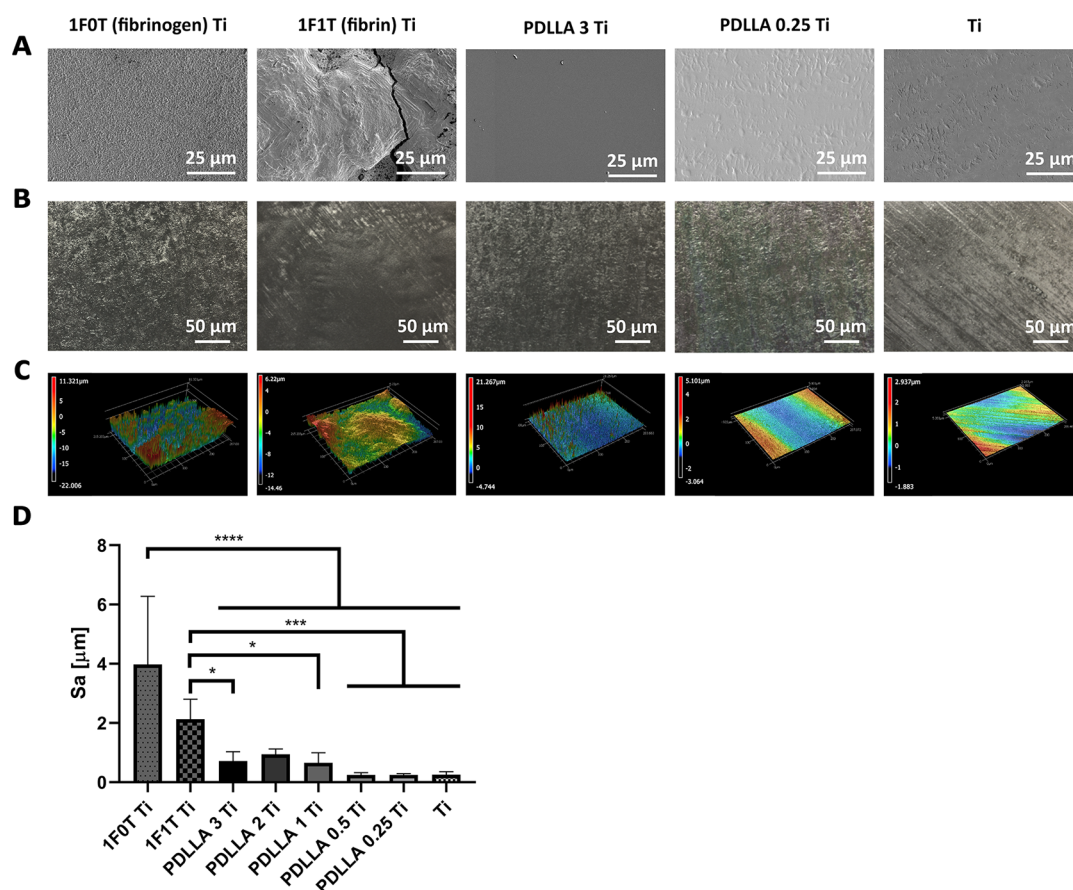 1F0T (fibrinogen) Ti 1F1T (fibrin) Ti PDLLA 3 Ti PDLLA 0.25 Ti Ti
A
25 μm 25 μm 25 μm 25 μm 25 μm
B
50 μm 50 μm 50 μm 50 μm 50 μm
C
11.321μm
5
0
-5
-10
-15
-22.006
6.22μm
4
0
-4
-8
-12
-14.46
21.267μm
15
10
5
0
-4.744
5.101μm
4
2
0
-2
-3.064
2.937μm
2
1
0
-1
-1.883
D
Sa [μm]
8
6
4
2
0
****
***
*
*
1F0T Ti
1F1T Ti
PDLLA 3 Ti
PDLLA 2 Ti
PDLLA 1 Ti
PDLLA 0.5 Ti
PDLLA 0.25 Ti
Ti